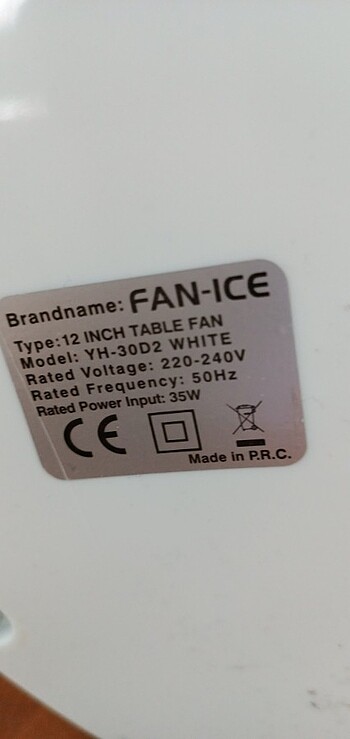 Brandname: FAN-ICE
Type:12 INCH TABLE FAN
Model: YH-30D2 WHITE
Rated Voltage: 220-240V
Rated Frequency: 50Hz
Rated Power Input: 35W
CE
Made in P.R.C.